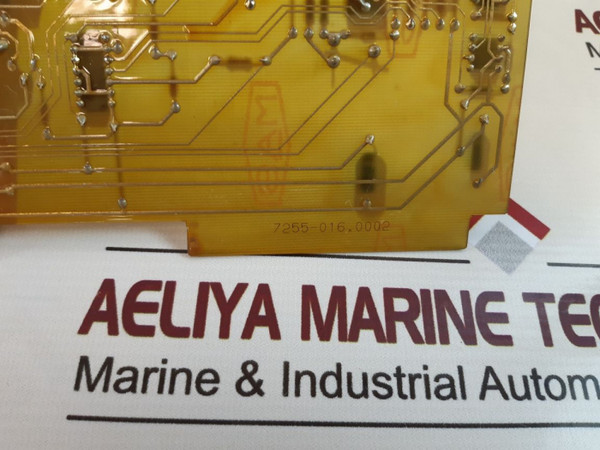 7255-016.0002
AELIYA MARINE TEC
Marine & Industrial Autom